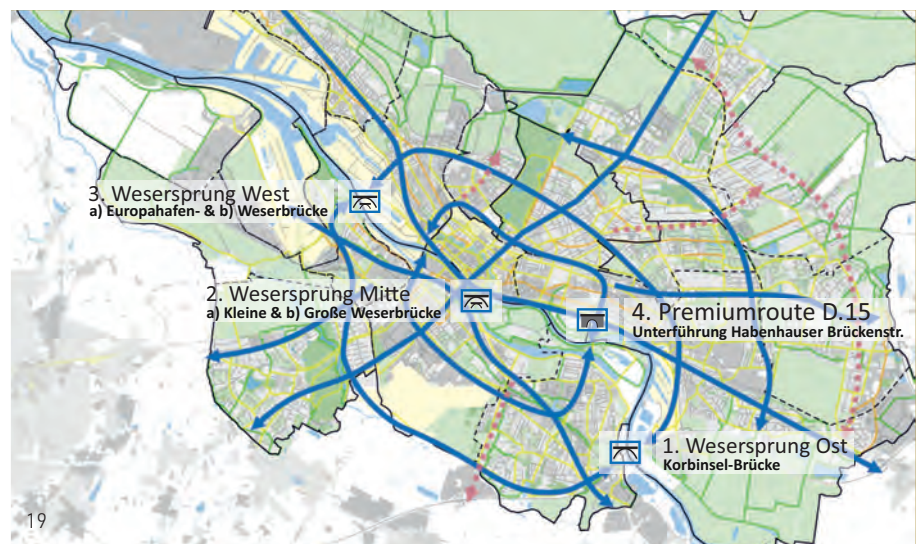 3. Wesersprung West
a) Europahafen- & b) Weserbrücke
2. Wesersprung Mitte
a) Kleine & b) Große Weserbrücke
4. Premiumroute D.15
Unterführung Habenhauser Brückenstr.
1. Wesersprung Ost
Korbinsel-Brücke
19